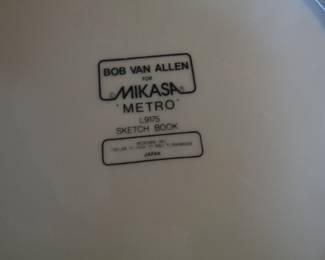 BOB VAN ALLEN
FOR
MIKASA
"METRO"
L9175
SKETCH BOOK
JAPAN